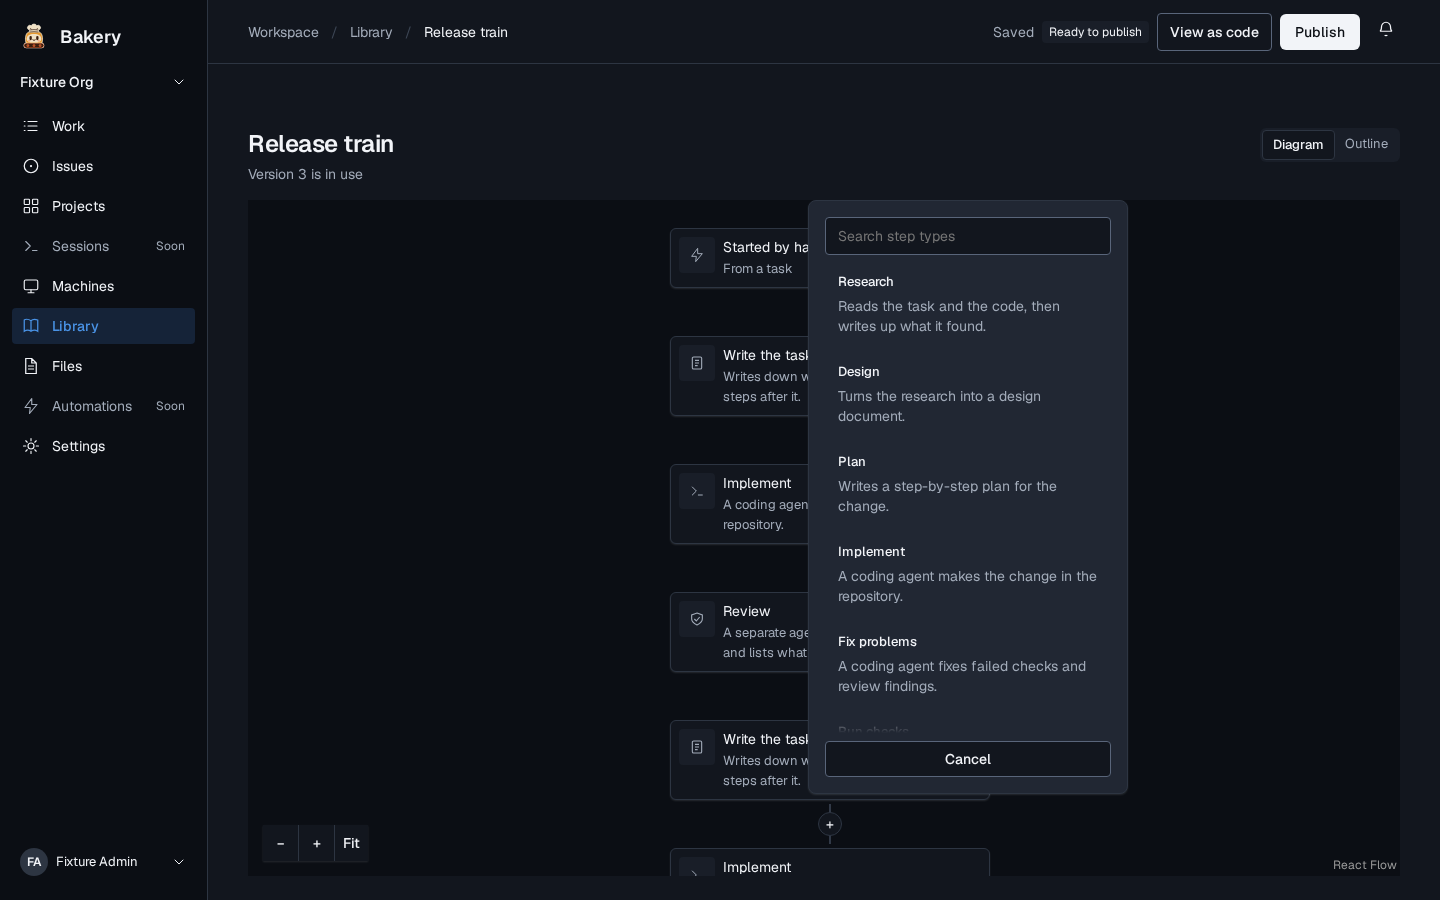 Bakery
Fixture Org
Work
Issues
Projects
Sessions Soon
Machines
Library
Files
Automations Soon
Settings
FA Fixture Admin
Workspace / Library / Release train
Saved Ready to publish View as code Publish
Release train
Version 3 is in use
Diagram Outline
Started by ha
From a task
Write the task
Writes down w
steps after it.
Implement
A coding agen
repository.
Review
A separate age
and lists what
Write the task
Writes down w
steps after it.
+
Implement
Search step types
Research
Reads the task and the code, then
writes up what it found.
Design
Turns the research into a design
document.
Plan
Writes a step-by-step plan for the
change.
Implement
A coding agent makes the change in the
repository.
Fix problems
A coding agent fixes failed checks and
review findings.
Run checks
Cancel
− + Fit
React Flow